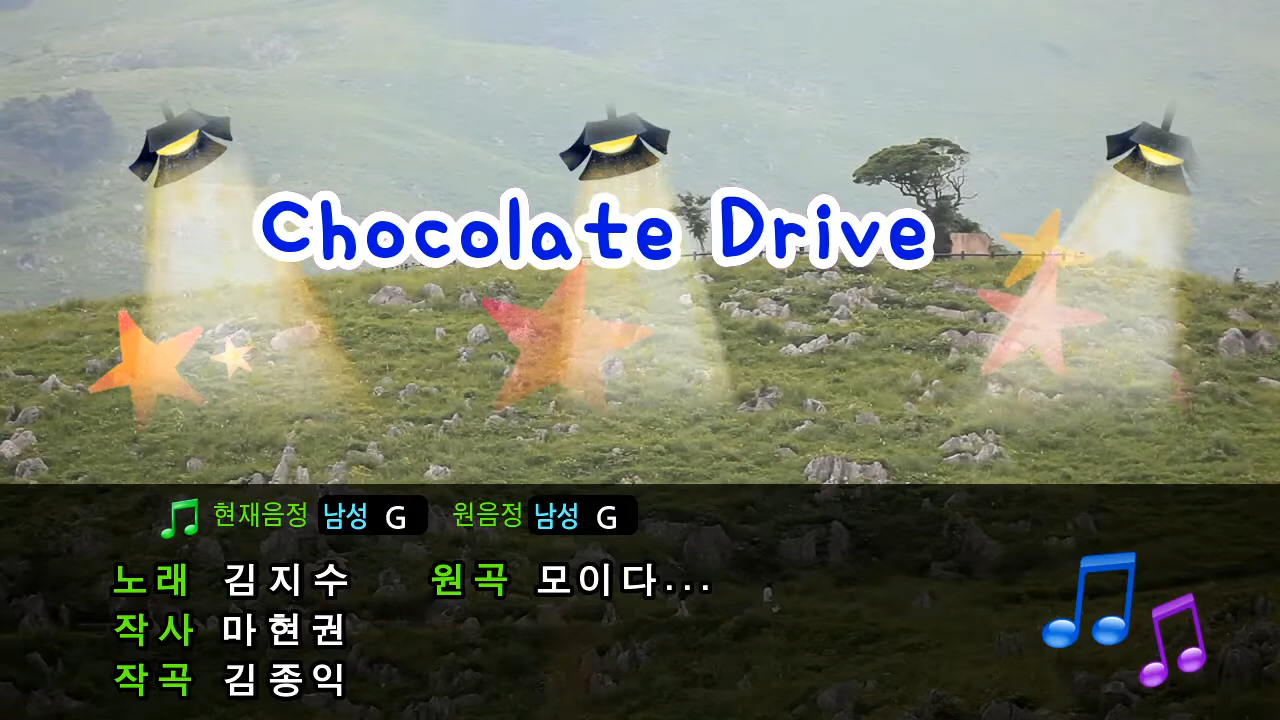 Chocolate Drive
현재음정 남성 G 원음정 남성 G
노래 김지수 원곡 모이다...
작사 마현권
작곡 김종익